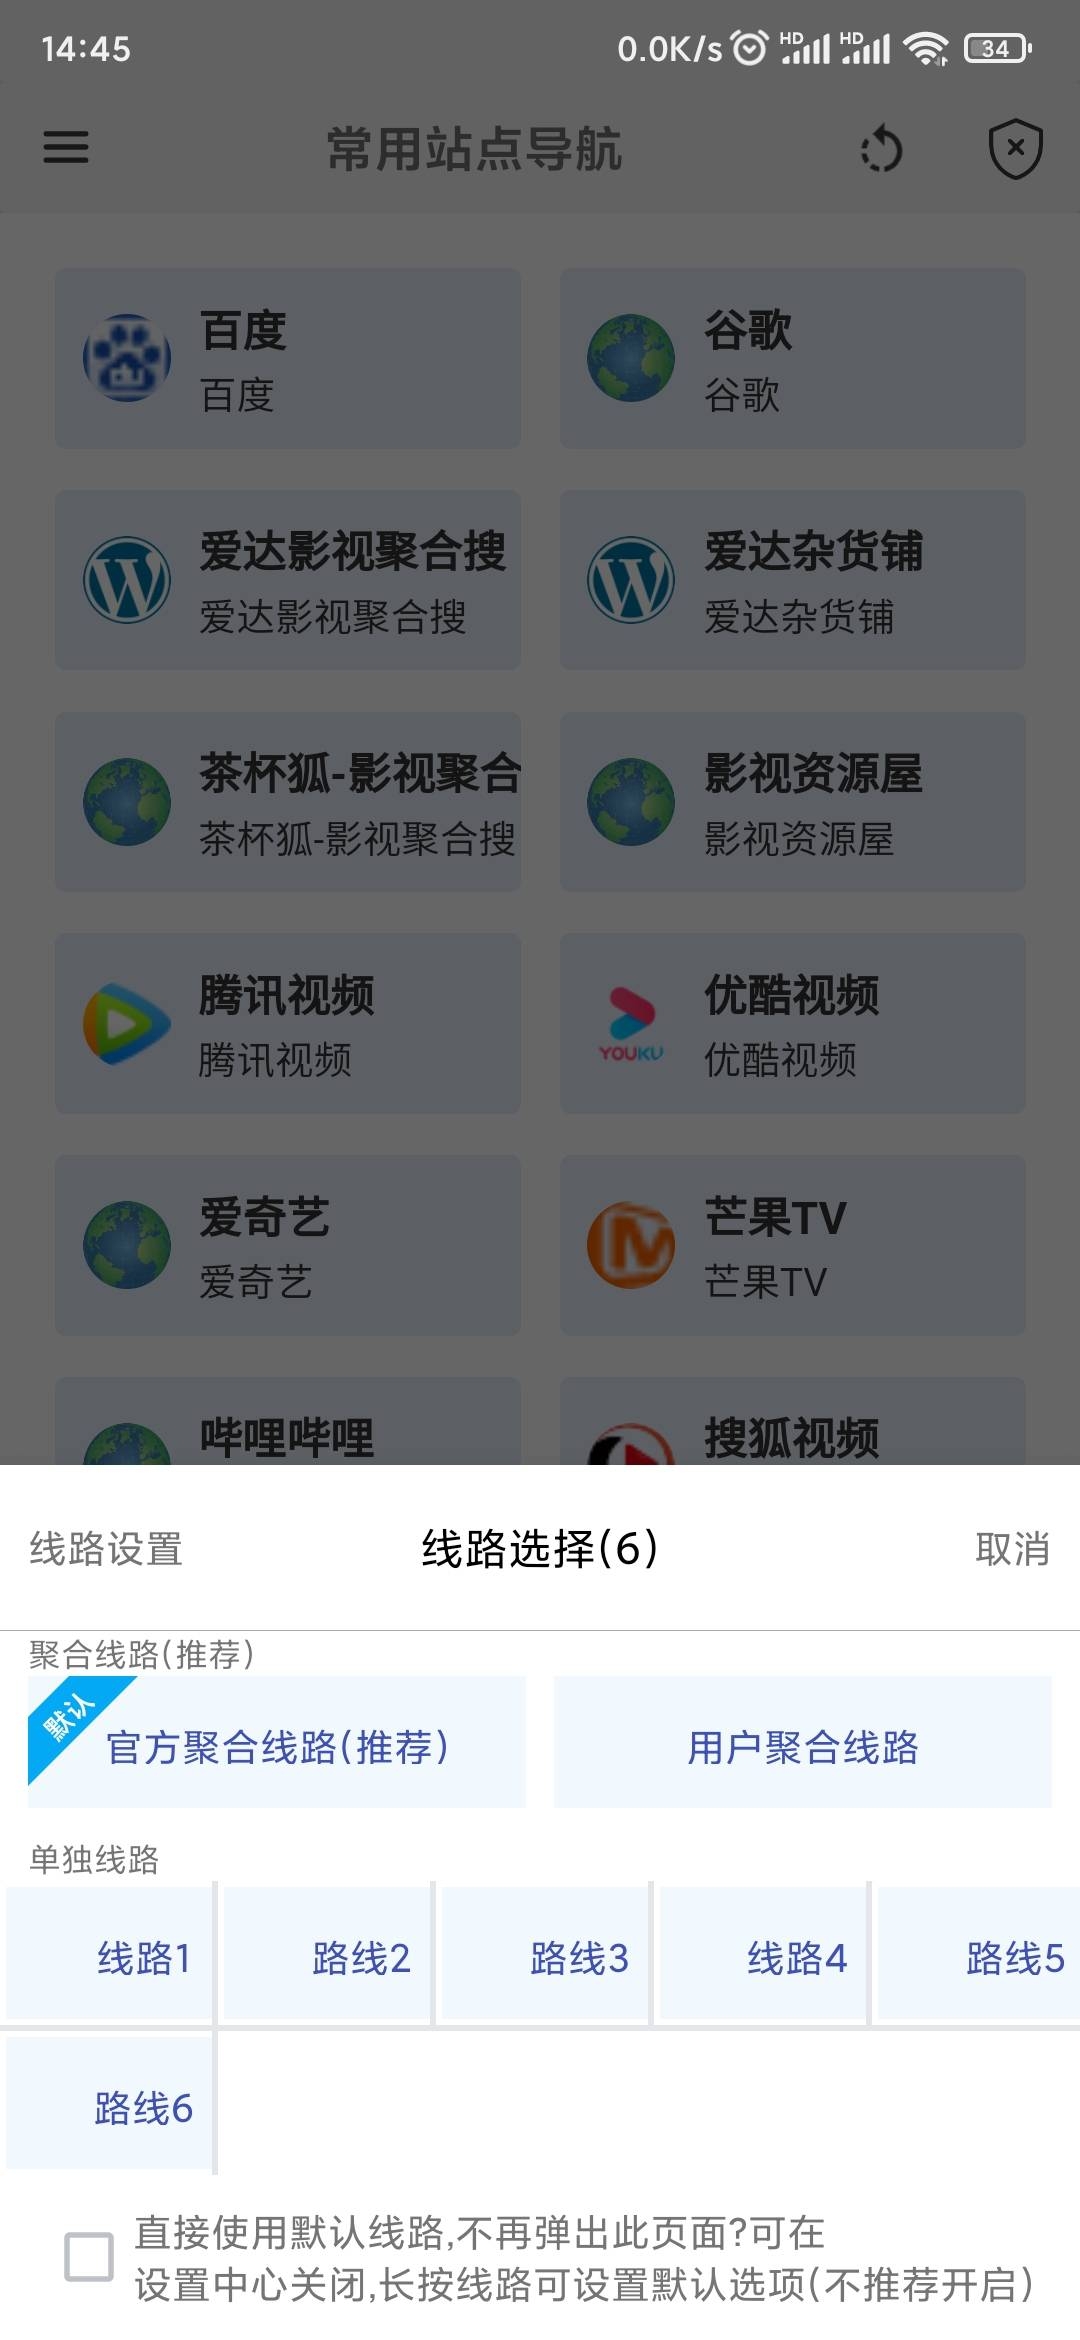 14:45
0.0K/s HD HD 34
常用站点导航
百度
百度
谷歌
谷歌
爱达影视聚合搜
爱达影视聚合搜
爱达杂货铺
爱达杂货铺
茶杯狐-影视聚合
茶杯狐-影视聚合搜
影视资源屋
影视资源屋
腾讯视频
腾讯视频
YOUKU
优酷视频
优酷视频
爱奇艺
爱奇艺
芒果TV
芒果TV
哔哩哔哩
搜狐视频
线路设置
线路选择(6)
取消
聚合线路(推荐)
默认
官方聚合线路(推荐)
用户聚合线路
单独线路
线路1
路线2
路线3
线路4
路线5
路线6
直接使用默认线路,不再弹出此页面?可在
设置中心关闭,长按线路可设置默认选项(不推荐开启)